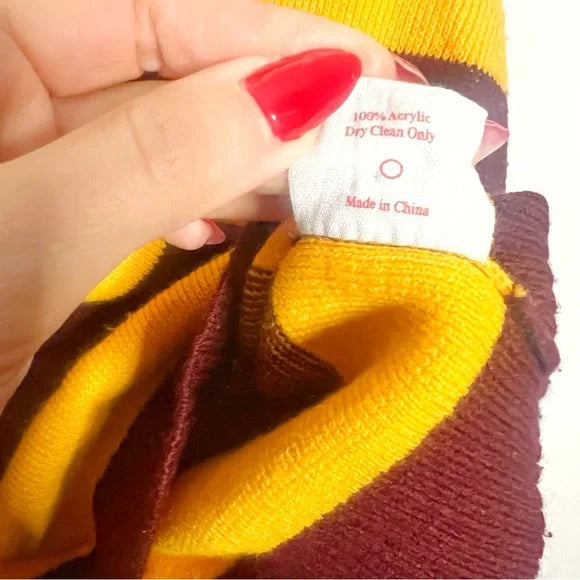 100% Acrylic
Dry Clean Only
Made in China